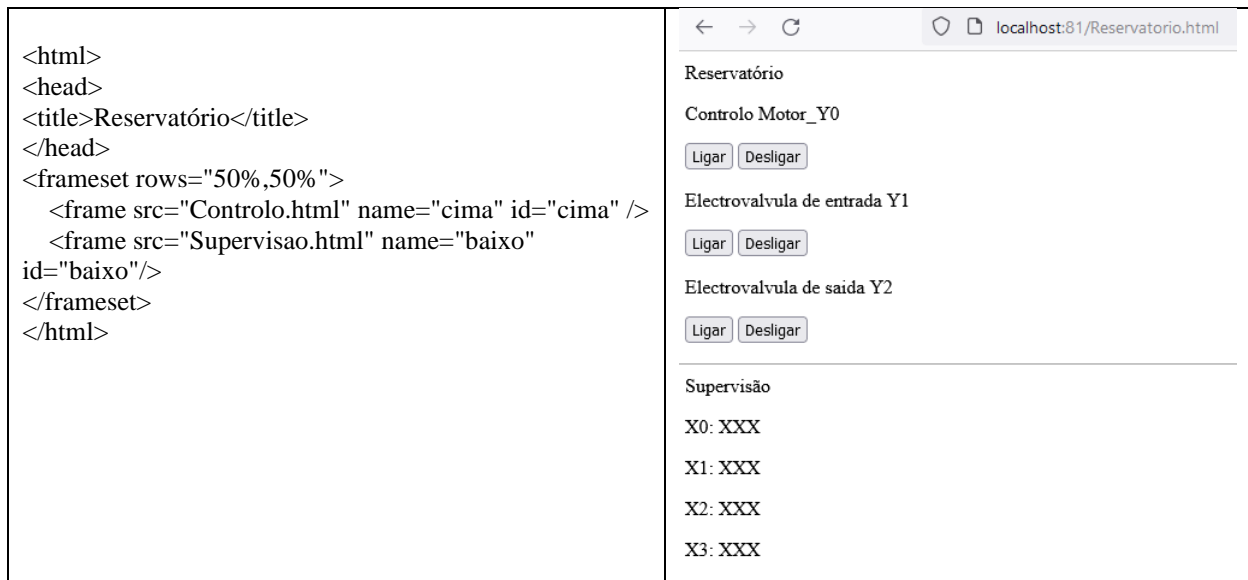 <html>
<head>
<title>Reservatório</title>
</head>
<frameset rows="50%,50%">
<frame src="Controlo.html" name="cima" id="cima" />
<frame src="Supervisao.html" name="baixo"
id="baixo"/>
</frameset>
</html>
localhost:81/Reservatorio.html
Reservatório
Controlo Motor_Y0
Ligar Desligar
Electrovalvula de entrada Y1
Ligar Desligar
Electrovalvula de saida Y2
Ligar Desligar
Supervisão
X0: XXX
X1: XXX
X2: XXX
X3: XXX